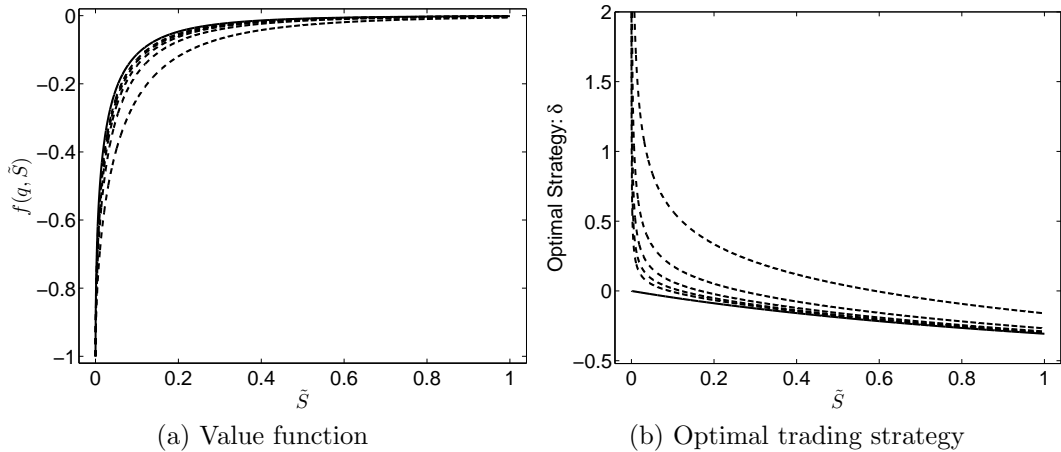 0
−0.2
−0.4
−0.6
−0.8
−1
f(q, S̃)
0 0.2 0.4 0.6 0.8 1
S̃
(a) Value function
2
1.5
1
0.5
0
−0.5
Optimal Strategy: δ
0 0.2 0.4 0.6 0.8 1
S̃
(b) Optimal trading strategy